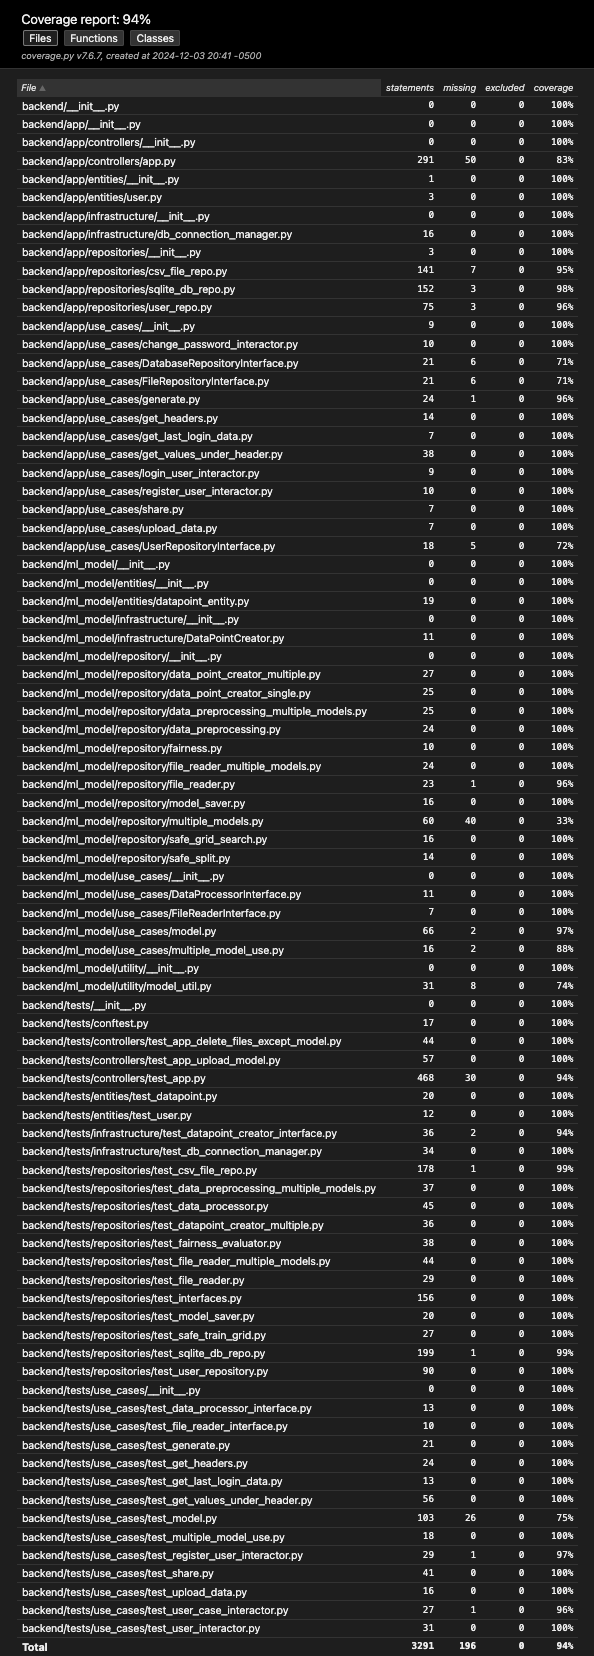 Coverage report: 94%
Files Functions Classes
coverage.py v7.6.7, created at 2024-12-03 20:41 -0500
File ▲ statements missing excluded coverage
backend/__init__.py 0 0 0 100%
backend/app/__init__.py 0 0 0 100%
backend/app/controllers/__init__.py 0 0 0 100%
backend/app/controllers/app.py 291 50 0 83%
backend/app/entities/__init__.py 1 0 0 100%
backend/app/entities/user.py 3 0 0 100%
backend/app/infrastructure/__init__.py 0 0 0 100%
backend/app/infrastructure/db_connection_manager.py 16 0 0 100%
backend/app/repositories/__init__.py 3 0 0 100%
backend/app/repositories/csv_file_repo.py 141 7 0 95%
backend/app/repositories/sqlite_db_repo.py 152 3 0 98%
backend/app/repositories/user_repo.py 75 3 0 96%
backend/app/use_cases/__init__.py 9 0 0 100%
backend/app/use_cases/change_password_interactor.py 10 0 0 100%
backend/app/use_cases/DatabaseRepositoryInterface.py 21 6 0 71%
backend/app/use_cases/FileRepositoryInterface.py 21 6 0 71%
backend/app/use_cases/generate.py 24 1 0 96%
backend/app/use_cases/get_headers.py 14 0 0 100%
backend/app/use_cases/get_last_login_data.py 7 0 0 100%
backend/app/use_cases/get_values_under_header.py 38 0 0 100%
backend/app/use_cases/login_user_interactor.py 9 0 0 100%
backend/app/use_cases/register_user_interactor.py 10 0 0 100%
backend/app/use_cases/share.py 7 0 0 100%
backend/app/use_cases/upload_data.py 7 0 0 100%
backend/app/use_cases/UserRepositoryInterface.py 18 5 0 72%
backend/ml_model/__init__.py 0 0 0 100%
backend/ml_model/entities/__init__.py 0 0 0 100%
backend/ml_model/entities/datapoint_entity.py 19 0 0 100%
backend/ml_model/infrastructure/__init__.py 0 0 0 100%
backend/ml_model/infrastructure/DataPointCreator.py 11 0 0 100%
backend/ml_model/repository/__init__.py 0 0 0 100%
backend/ml_model/repository/data_point_creator_multiple.py 27 0 0 100%
backend/ml_model/repository/data_point_creator_single.py 25 0 0 100%
backend/ml_model/repository/data_preprocessing_multiple_models.py 25 0 0 100%
backend/ml_model/repository/data_preprocessing.py 24 0 0 100%
backend/ml_model/repository/fairness.py 10 0 0 100%
backend/ml_model/repository/file_reader_multiple_models.py 24 0 0 100%
backend/ml_model/repository/file_reader.py 23 1 0 96%
backend/ml_model/repository/model_saver.py 16 0 0 100%
backend/ml_model/repository/multiple_models.py 60 40 0 33%
backend/ml_model/repository/safe_grid_search.py 16 0 0 100%
backend/ml_model/repository/safe_split.py 14 0 0 100%
backend/ml_model/use_cases/__init__.py 0 0 0 100%
backend/ml_model/use_cases/DataProcessorInterface.py 11 0 0 100%
backend/ml_model/use_cases/FileReaderInterface.py 7 0 0 100%
backend/ml_model/use_cases/model.py 66 2 0 97%
backend/ml_model/use_cases/multiple_model_use.py 16 2 0 88%
backend/ml_model/utility/__init__.py 0 0 0 100%
backend/ml_model/utility/model_util.py 31 8 0 74%
backend/tests/__init__.py 0 0 0 100%
backend/tests/conftest.py 17 0 0 100%
backend/tests/controllers/test_app_delete_files_except_model.py 44 0 0 100%
backend/tests/controllers/test_app_upload_model.py 57 0 0 100%
backend/tests/controllers/test_app.py 468 30 0 94%
backend/tests/entities/test_datapoint.py 20 0 0 100%
backend/tests/entities/test_user.py 12 0 0 100%
backend/tests/infrastructure/test_datapoint_creator_interface.py 36 2 0 94%
backend/tests/infrastructure/test_db_connection_manager.py 34 0 0 100%
backend/tests/repositories/test_csv_file_repo.py 178 1 0 99%
backend/tests/repositories/test_data_preprocessing_multiple_models.py 37 0 0 100%
backend/tests/repositories/test_data_processor.py 45 0 0 100%
backend/tests/repositories/test_datapoint_creator_multiple.py 36 0 0 100%
backend/tests/repositories/test_fairness_evaluator.py 38 0 0 100%
backend/tests/repositories/test_file_reader_multiple_models.py 44 0 0 100%
backend/tests/repositories/test_file_reader.py 29 0 0 100%
backend/tests/repositories/test_interfaces.py 156 0 0 100%
backend/tests/repositories/test_model_saver.py 20 0 0 100%
backend/tests/repositories/test_safe_train_grid.py 27 0 0 100%
backend/tests/repositories/test_sqlite_db_repo.py 199 1 0 99%
backend/tests/repositories/test_user_repository.py 90 0 0 100%
backend/tests/use_cases/__init__.py 0 0 0 100%
backend/tests/use_cases/test_data_processor_interface.py 13 0 0 100%
backend/tests/use_cases/test_file_reader_interface.py 10 0 0 100%
backend/tests/use_cases/test_generate.py 21 0 0 100%
backend/tests/use_cases/test_get_headers.py 24 0 0 100%
backend/tests/use_cases/test_get_last_login_data.py 13 0 0 100%
backend/tests/use_cases/test_get_values_under_header.py 56 0 0 100%
backend/tests/use_cases/test_model.py 103 26 0 75%
backend/tests/use_cases/test_multiple_model_use.py 18 0 0 100%
backend/tests/use_cases/test_register_user_interactor.py 29 1 0 97%
backend/tests/use_cases/test_share.py 41 0 0 100%
backend/tests/use_cases/test_upload_data.py 16 0 0 100%
backend/tests/use_cases/test_user_case_interactor.py 27 1 0 96%
backend/tests/use_cases/test_user_interactor.py 31 0 0 100%
Total 3291 196 0 94%